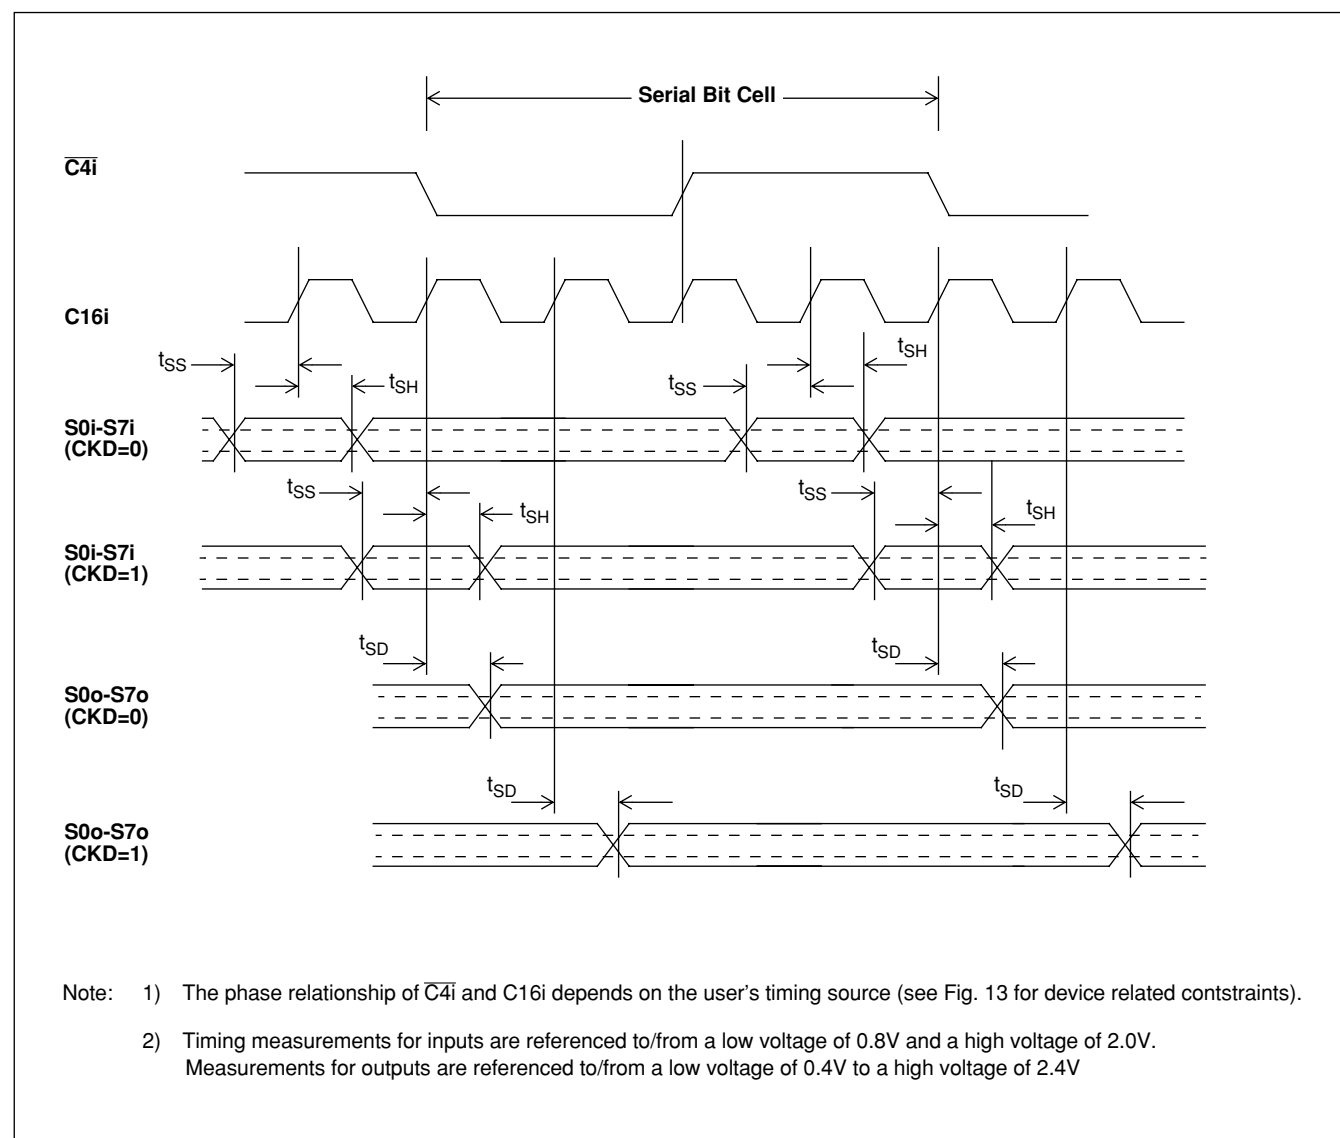 Serial Bit Cell
C4i
C16i
tSS
tSH
tSS
tSH
S0i-S7i
(CKD=0)
tSS
tSH
tSS
tSH
S0i-S7i
(CKD=1)
tSD
tSD
S0o-S7o
(CKD=0)
tSD
tSD
S0o-S7o
(CKD=1)
Note: 1) The phase relationship of C4i and C16i depends on the user's timing source (see Fig. 13 for device related contstraints).
2) Timing measurements for inputs are referenced to/from a low voltage of 0.8V and a high voltage of 2.0V.
Measurements for outputs are referenced to/from a low voltage of 0.4V to a high voltage of 2.4V